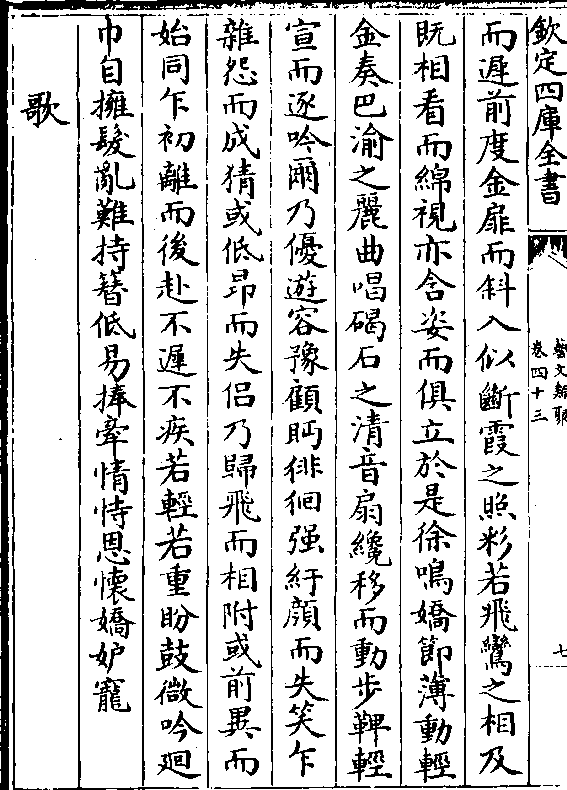 欽定四庫全書
藝文類聚
卷四十三
七
而遲前度金扉而斜入似斷霞之照彩若飛鸞之相及
既相看而綿視亦含姿而俱立於是徐鳴嬌節薄動輕
金奏巴渝之麗曲唱碣石之清音扇纔移而動步鞞輕
宣而逐吟爾乃優遊容豫顧眄徘徊强紆顔而失笑乍
雜怨而成猜或低昂而失侣乃歸飛而相附或前異而
始同乍初離而後赴不遲不疾若輕若重盼鼓微吟廻
巾自擁髪亂難持簪低易捧牽情恃恩懷嬌妒寵
歌